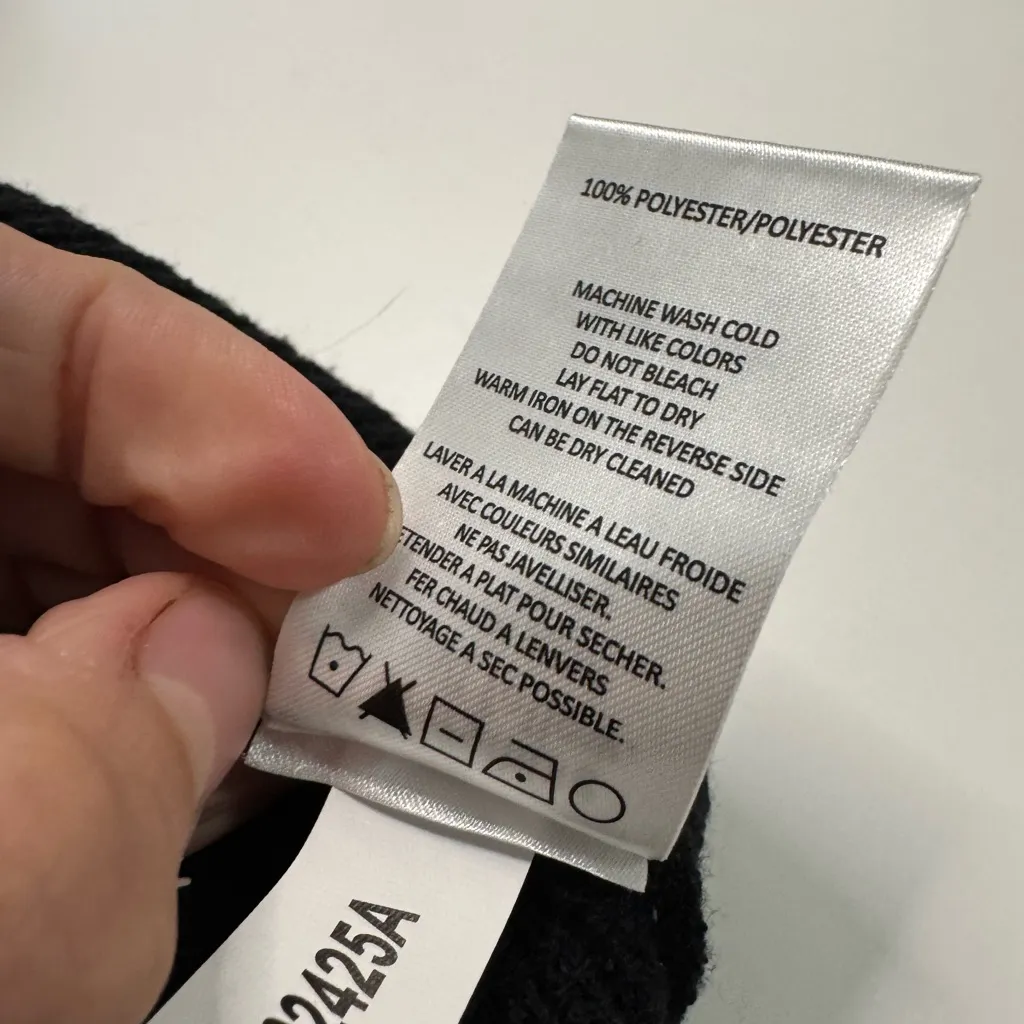 100% POLYESTER/POLYESTER
MACHINE WASH COLD
WITH LIKE COLORS
DO NOT BLEACH
LAY FLAT TO DRY
WARM IRON ON THE REVERSE SIDE
CAN BE DRY CLEANED
LAVER A LA MACHINE A LEAU FROIDE
AVEC COULEURS SIMILAIRES
NE PAS JAVELLISER.
ETENDER A PLAT POUR SECHER.
FER CHAUD A LENVERS
NETTOYAGE A SEC POSSIBLE.
2425A